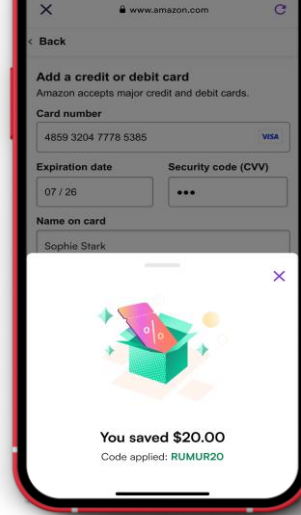 www.amazon.com
Back
Add a credit or debit card
Amazon accepts major credit and debit cards.
Card number
4859 3204 7778 5385 VISA
Expiration date Security code (CVV)
07 / 26 •••
Name on card
Sophie Stark
%
You saved $20.00
Code applied: RUMUR20